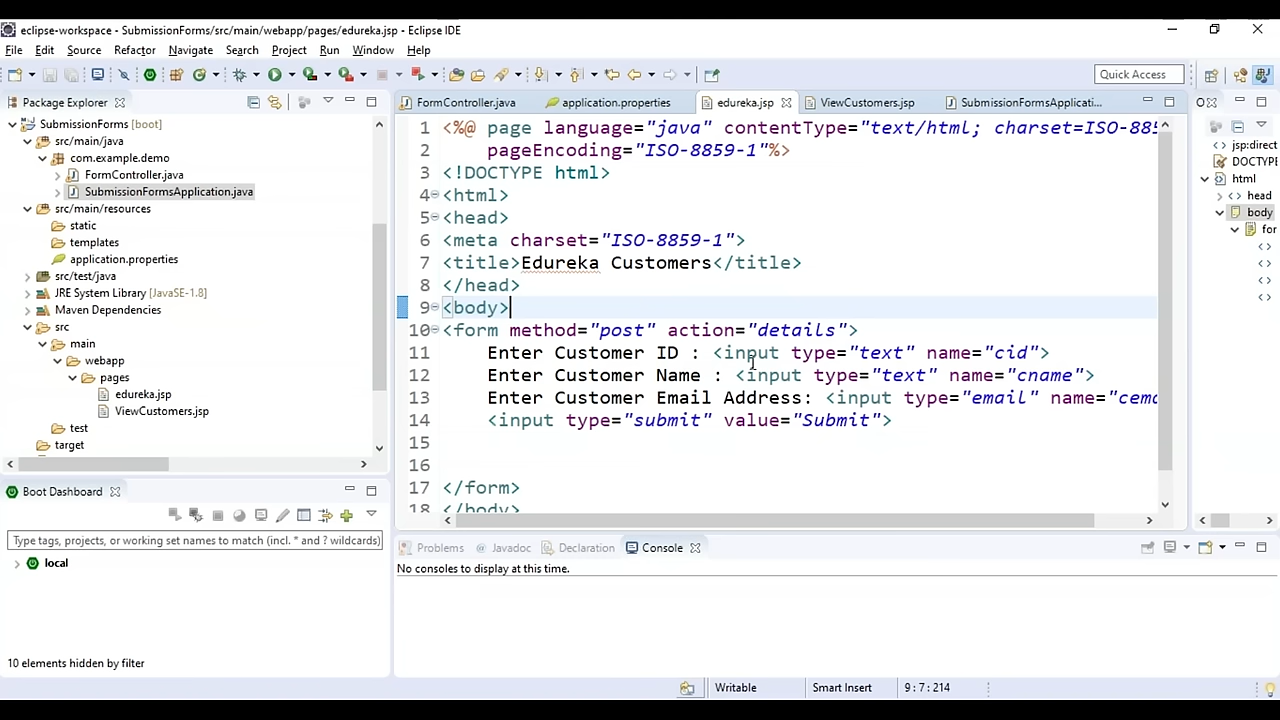 eclipse-workspace - SubmissionForms/src/main/webapp/pages/edureka.jsp - Eclipse IDE
File Edit Source Refactor Navigate Search Project Run Window Help
Quick Access
Package Explorer
SubmissionForms [boot]
src/main/java
com.example.demo
FormController.java
SubmissionFormsApplication.java
src/main/resources
static
templates
application.properties
src/test/java
JRE System Library [JavaSE-1.8]
Maven Dependencies
src
main
webapp
pages
edureka.jsp
ViewCustomers.jsp
test
target
Boot Dashboard
Type tags, projects, or working set names to match (incl. * and ? wildcards)
local
10 elements hidden by filter
FormController.java application.properties edureka.jsp ViewCustomers.jsp SubmissionFormsApplicati...
1 <%@ page language="java" contentType="text/html; charset=ISO-885
2 pageEncoding="ISO-8859-1"%>
3 <!DOCTYPE html>
4 <html>
5 <head>
6 <meta charset="ISO-8859-1">
7 <title>Edureka Customers</title>
8 </head>
9 <body>
10 <form method="post" action="details">
11 Enter Customer ID : <input type="text" name="cid">
12 Enter Customer Name : <input type="text" name="cname">
13 Enter Customer Email Address: <input type="email" name="cema
14 <input type="submit" value="Submit">
15
16
17 </form>
18 </body>
O
jsp:direct
DOCTYPE
html
head
body
for
Problems Javadoc Declaration Console
No consoles to display at this time.
Writable Smart Insert 9 : 7 : 214